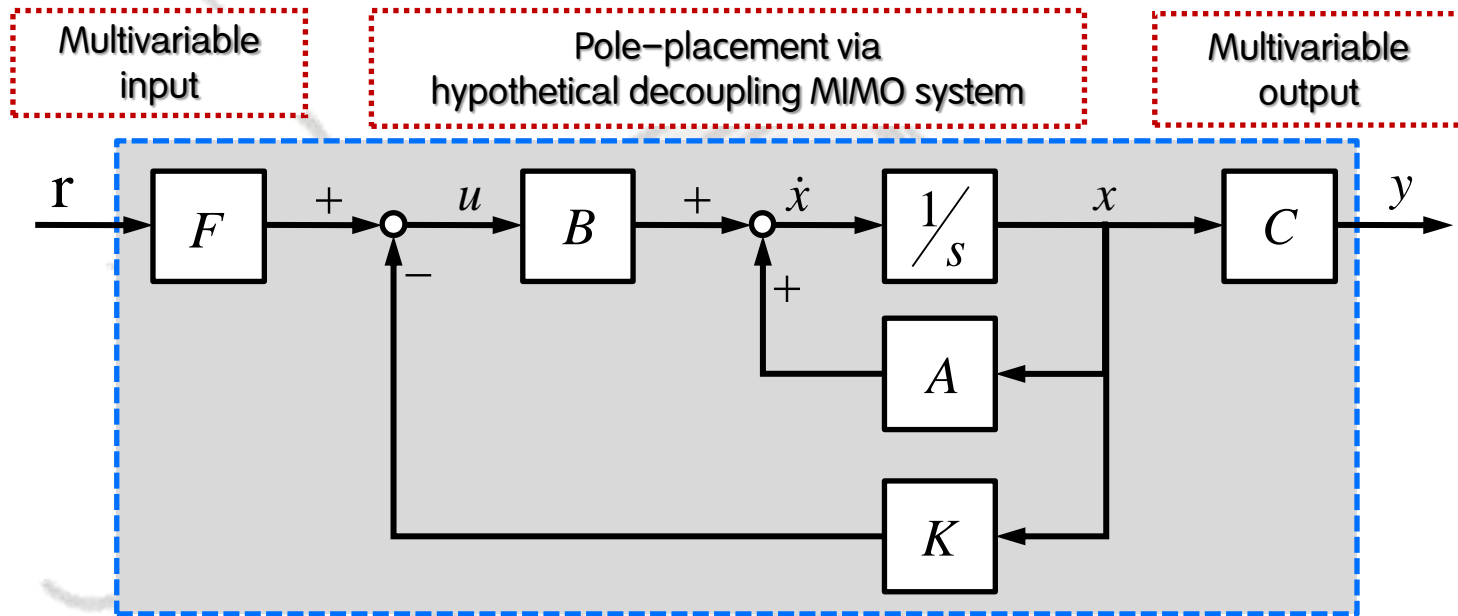 Multivariable
input
Pole-placement via
hypothetical decoupling MIMO system
Multivariable
output
r
F
+
−
u
B
+
+
ẋ
1/s
x
C
y
A
K